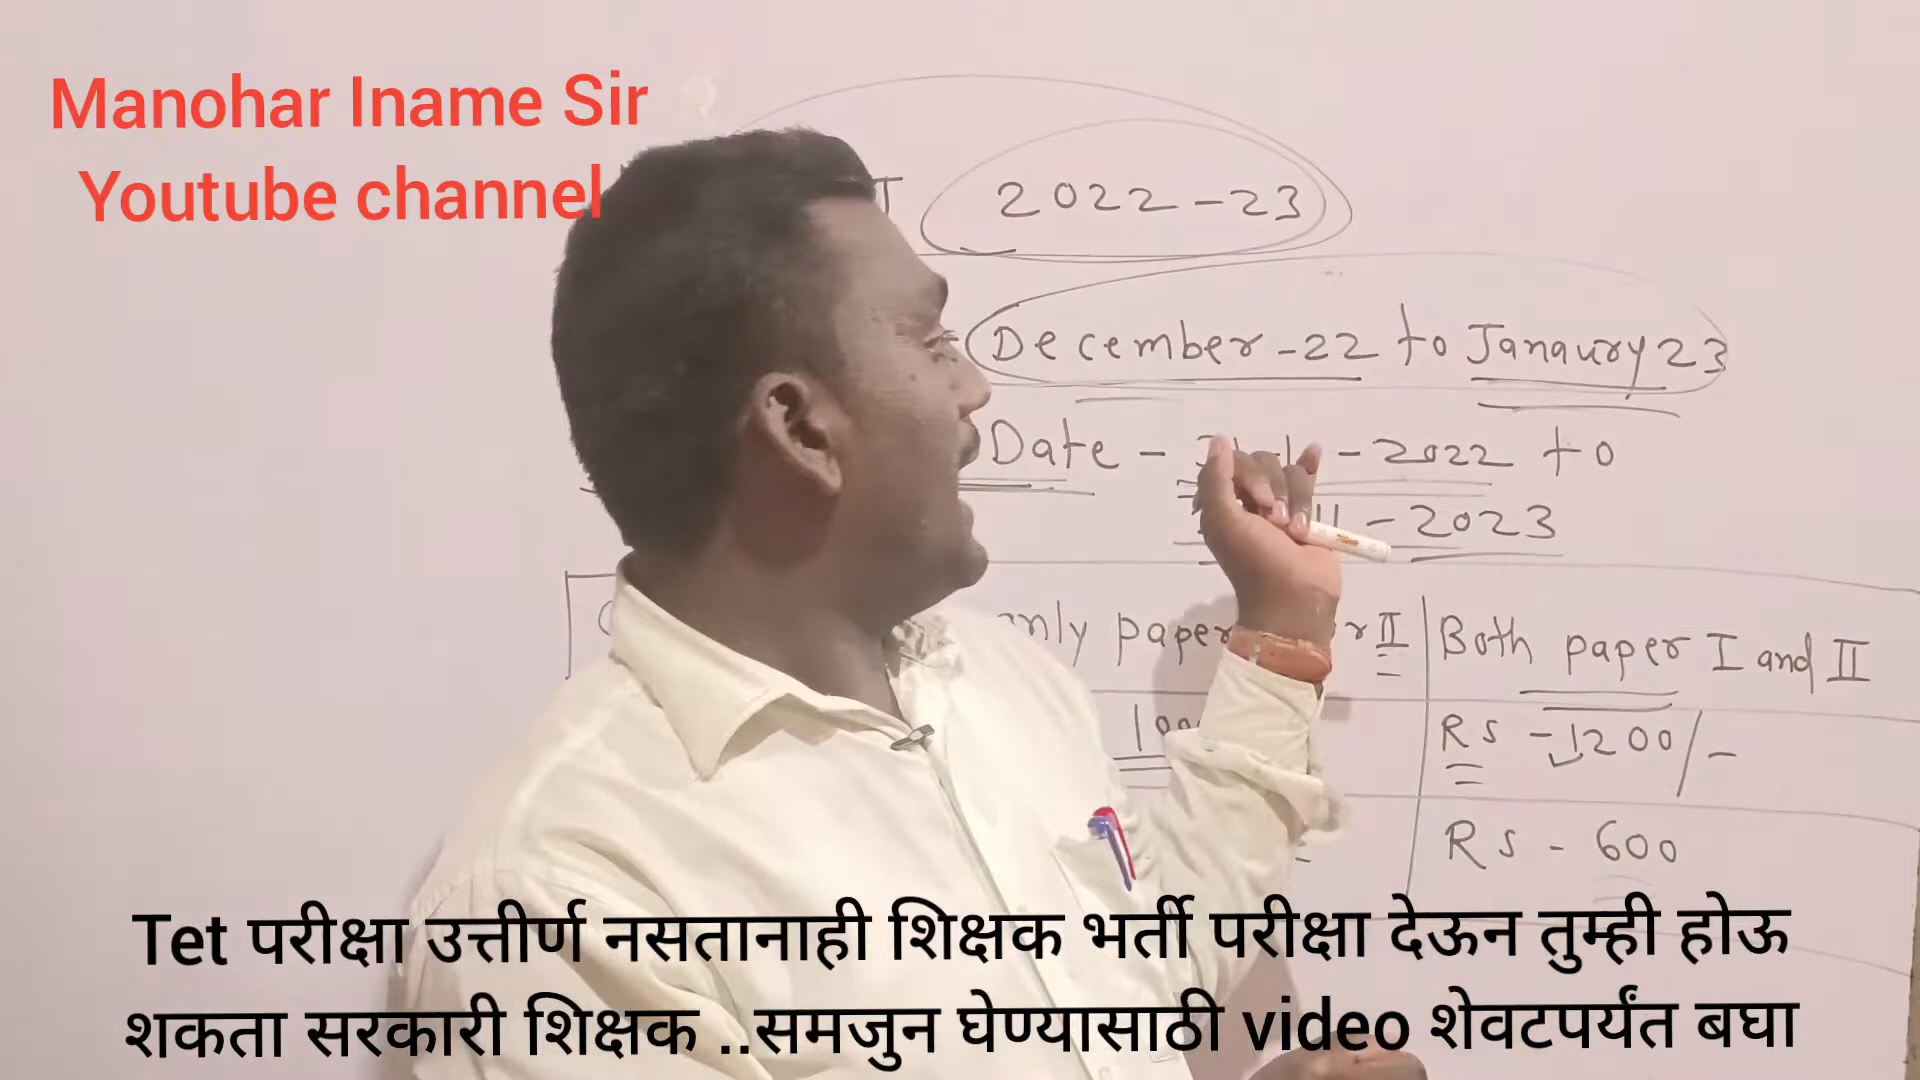 Manohar Iname Sir
Youtube channel
2022-23
December-22 to Janaury 23
Date - -2022 to
-2023
only paper II
Both paper I and II
Rs -1200/-
Rs - 600
Tet परीक्षा उत्तीर्ण नसतानाही शिक्षक भर्ती परीक्षा देऊन तुम्ही होऊ
शकता सरकारी शिक्षक ..समजुन घेण्यासाठी video शेवटपर्यंत बघा